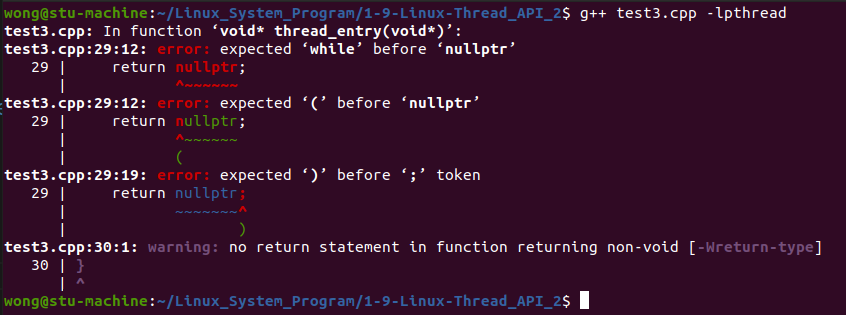 wong@stu-machine:~/Linux_System_Program/1-9-Linux-Thread_API_2$ g++ test3.cpp -lpthread
test3.cpp: In function ‘void* thread_entry(void*)’:
test3.cpp:29:12: error: expected ‘while’ before ‘nullptr’
   29 |     return nullptr;
      |            ^~~~~~~
test3.cpp:29:12: error: expected ‘(’ before ‘nullptr’
   29 |     return nullptr;
      |            ^~~~~~~
      |            (
test3.cpp:29:19: error: expected ‘)’ before ‘;’ token
   29 |     return nullptr;
      |            ~~~~~~~^
      |                   )
test3.cpp:30:1: warning: no return statement in function returning non-void [-Wreturn-type]
   30 | }
      | ^
wong@stu-machine:~/Linux_System_Program/1-9-Linux-Thread_API_2$